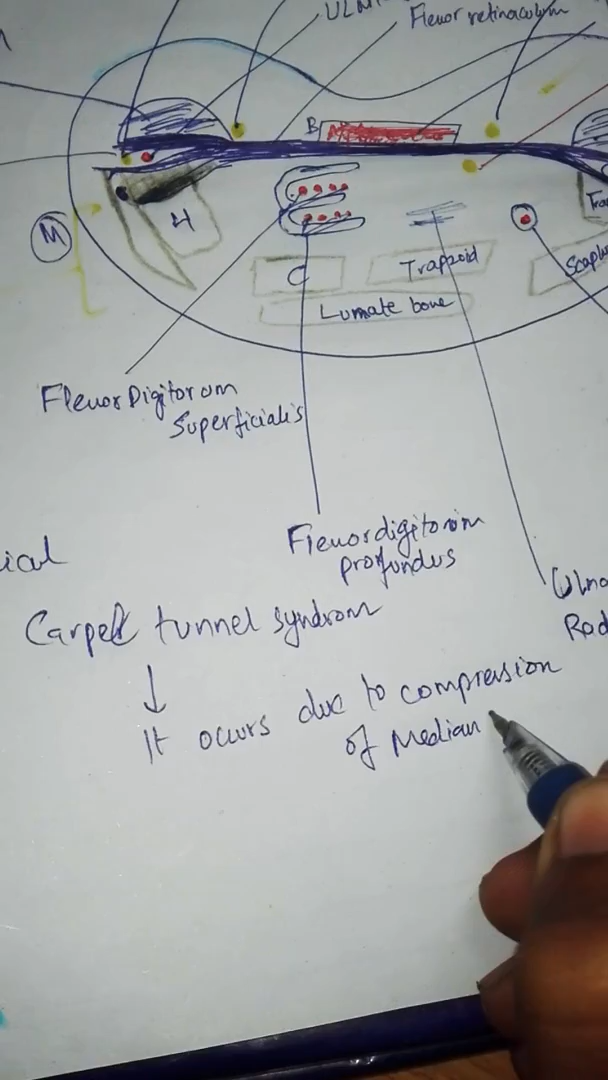 Flexor retinaculum
B
M
4
C
Trapzoid
Lumate bone
Flexor Digitorum
Superficialis
Flexordigitorum
profundus
Carpel tunnel syndrom
It occurs due to compression
of Median